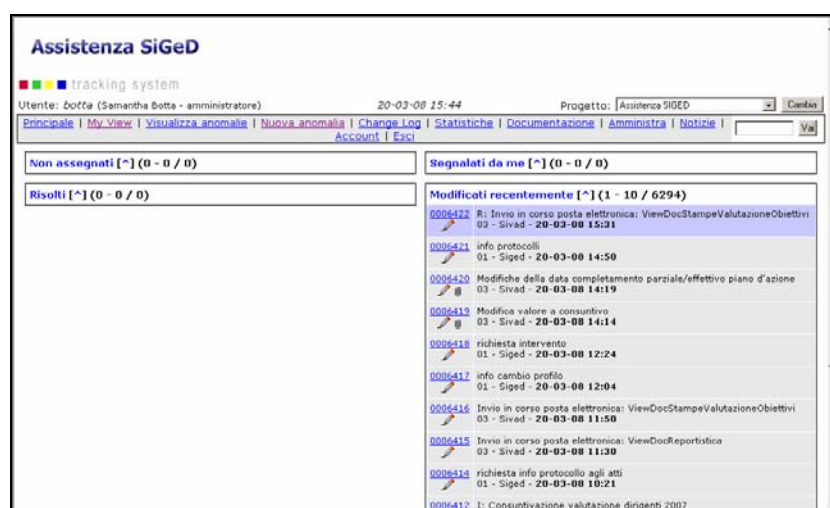 Assistenza SiGeD
tracking system
Utente: botta (Samantha Botta - amministratore) 20-03-08 15:44 Progetto: Assistenza SIGED Cambia
Principale | My View | Visualizza anomalie | Nuova anomalia | Change Log | Statistiche | Documentazione | Amministra | Notizie |
Account | Esci
Vai
Non assegnati [^] (0 - 0 / 0)
Segnalati da me [^] (0 - 0 / 0)
Risolti [^] (0 - 0 / 0)
Modificati recentemente [^] (1 - 10 / 6294)
0006422 R: Invio in corso posta elettronica: ViewDocStampeValutazioneObiettivi
03 - Sivad - 20-03-08 15:31
0006421 info protocolli
01 - Siged - 20-03-08 14:50
0006420 Modifiche della data completamento parziale/effettivo piano d'azione
03 - Sivad - 20-03-08 14:19
0006419 Modifica valore a consuntivo
03 - Sivad - 20-03-08 14:14
0006418 richiesta intervento
01 - Siged - 20-03-08 12:24
0006417 info cambio profilo
01 - Siged - 20-03-08 12:04
0006416 Invio in corso posta elettronica: ViewDocStampeValutazioneObiettivi
03 - Sivad - 20-03-08 11:50
0006415 Invio in corso posta elettronica: ViewDocReportistica
03 - Sivad - 20-03-08 11:30
0006414 richiesta info protocollo agli atti
01 - Siged - 20-03-08 10:21
0006412 I: Consuntivazione valutazione dirigenti 2007